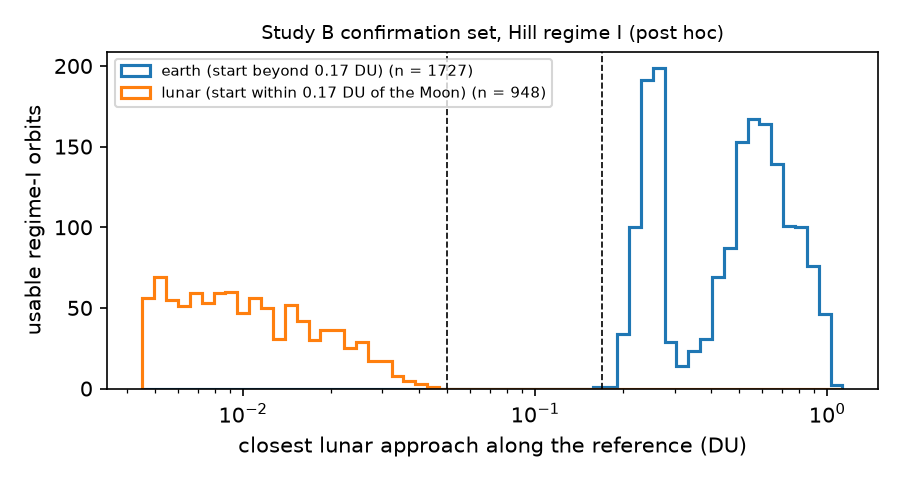 Study B confirmation set, Hill regime I (post hoc)
earth (start beyond 0.17 DU) (n = 1727)
lunar (start within 0.17 DU of the Moon) (n = 948)
usable regime-I orbits
200
150
100
50
0
10⁻² 10⁻¹ 10⁰
closest lunar approach along the reference (DU)